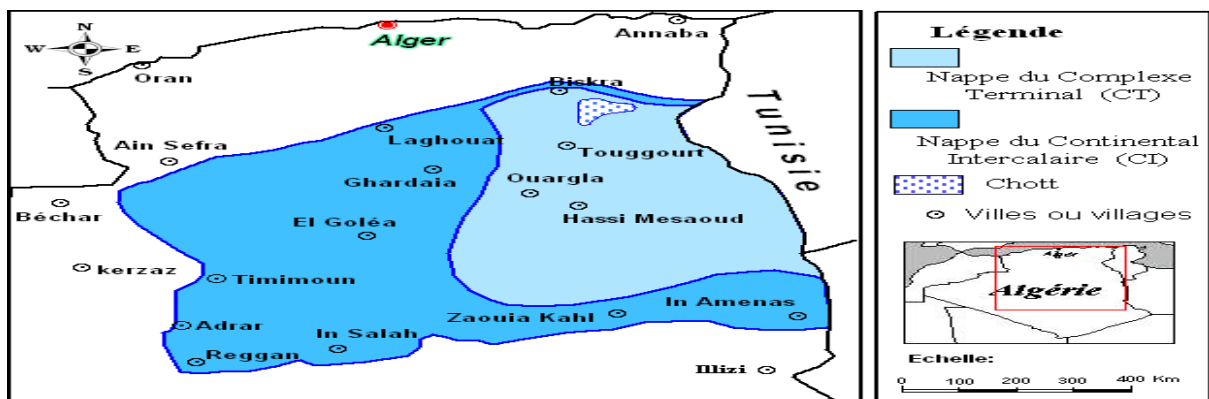 N
W E
S
Alger
Annaba
Oran
Biskra
Tunisie
Laghouat
Ain Sefra
Touggourt
Ghardaia
Ouargla
Béchar
Hassi Mesaoud
El Goléa
kerzaz
Timimoun
In Amenas
Zaouia Kahl
Adrar
In Salah
Reggan
Illizi
Légende
Nappe du Complexe
Terminal (CT)
Nappe du Continental
Intercalaire (CI)
Chott
Villes ou villages
Alger
Algérie
Echelle:
0 100 200 300 400 Km